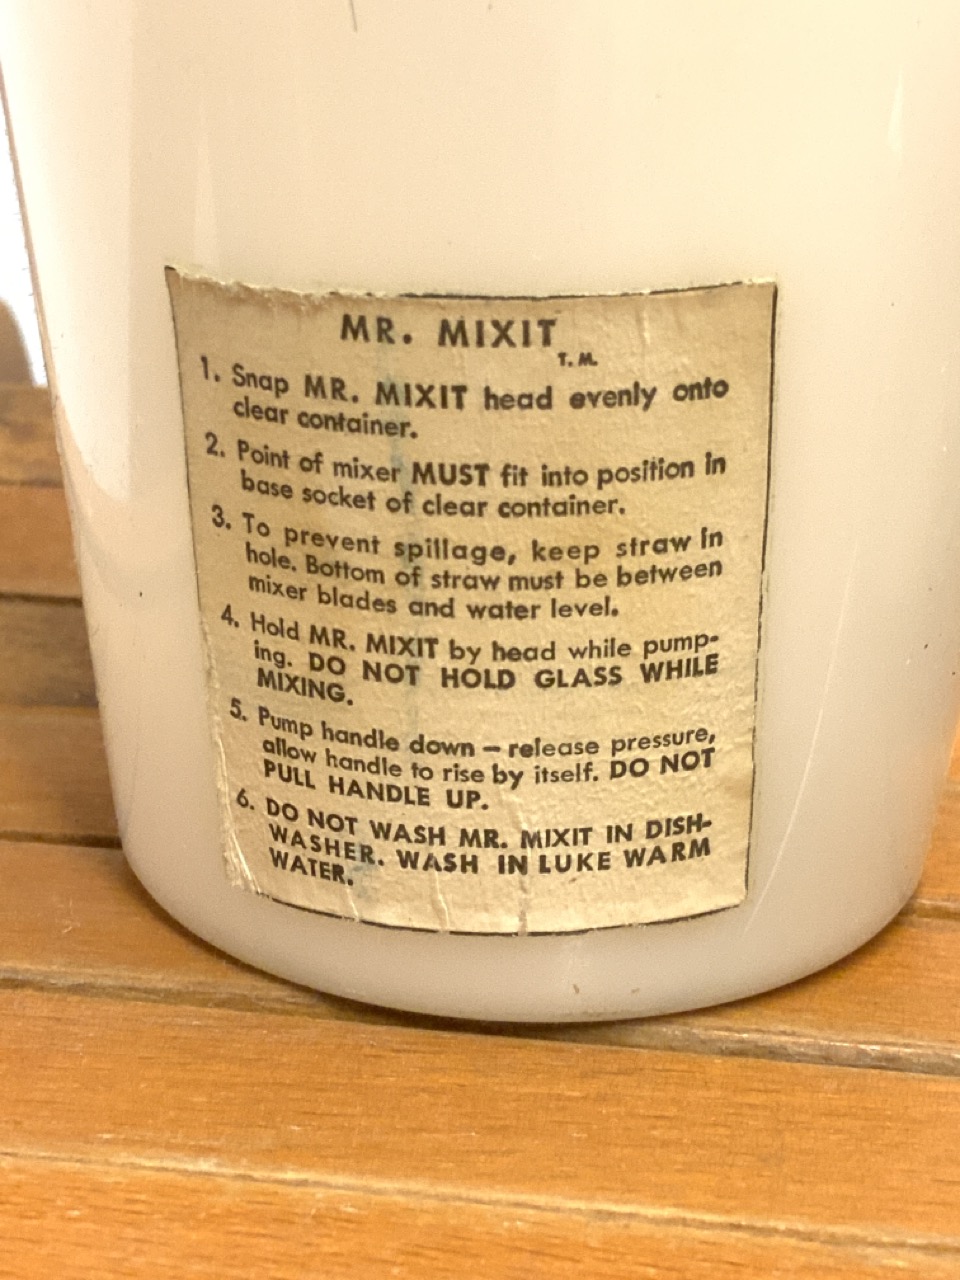 MR. MIXIT
T.M.
1. Snap MR. MIXIT head evenly onto
clear container.
2. Point of mixer MUST fit into position in
base socket of clear container.
3. To prevent spillage, keep straw in
hole. Bottom of straw must be between
mixer blades and water level.
4. Hold MR. MIXIT by head while pump-
ing. DO NOT HOLD GLASS WHILE
MIXING.
5. Pump handle down – release pressure,
allow handle to rise by itself. DO NOT
PULL HANDLE UP.
6. DO NOT WASH MR. MIXIT IN DISH-
WASHER. WASH IN LUKE WARM
WATER.